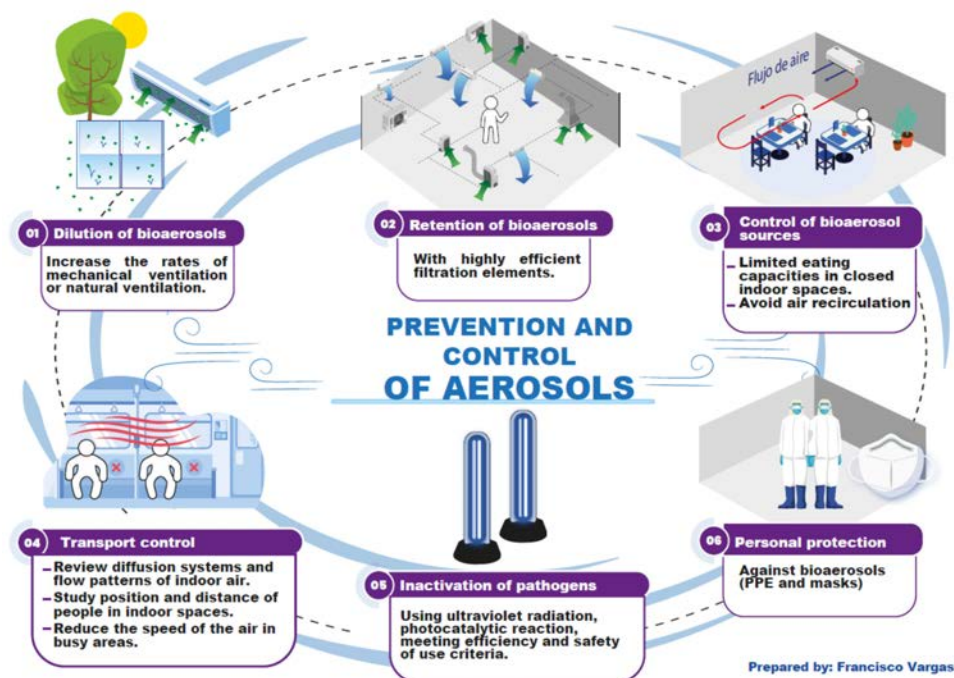 Flujo de aire
01 Dilution of bioaerosols
Increase the rates of
mechanical ventilation
or natural ventilation.
02 Retention of bioaerosols
With highly efficient
filtration elements.
03 Control of bioaerosol
sources
– Limited eating
capacities in closed
indoor spaces.
– Avoid air recirculation
PREVENTION AND
CONTROL
OF AEROSOLS
04 Transport control
– Review diffusion systems and
flow patterns of indoor air.
– Study position and distance of
people in indoor spaces.
– Reduce the speed of the air in
busy areas.
05 Inactivation of pathogens
Using ultraviolet radiation,
photocatalytic reaction,
meeting efficiency and safety
of use criteria.
06 Personal protection
Against bioaerosols
(PPE and masks)
Prepared by: Francisco Vargas